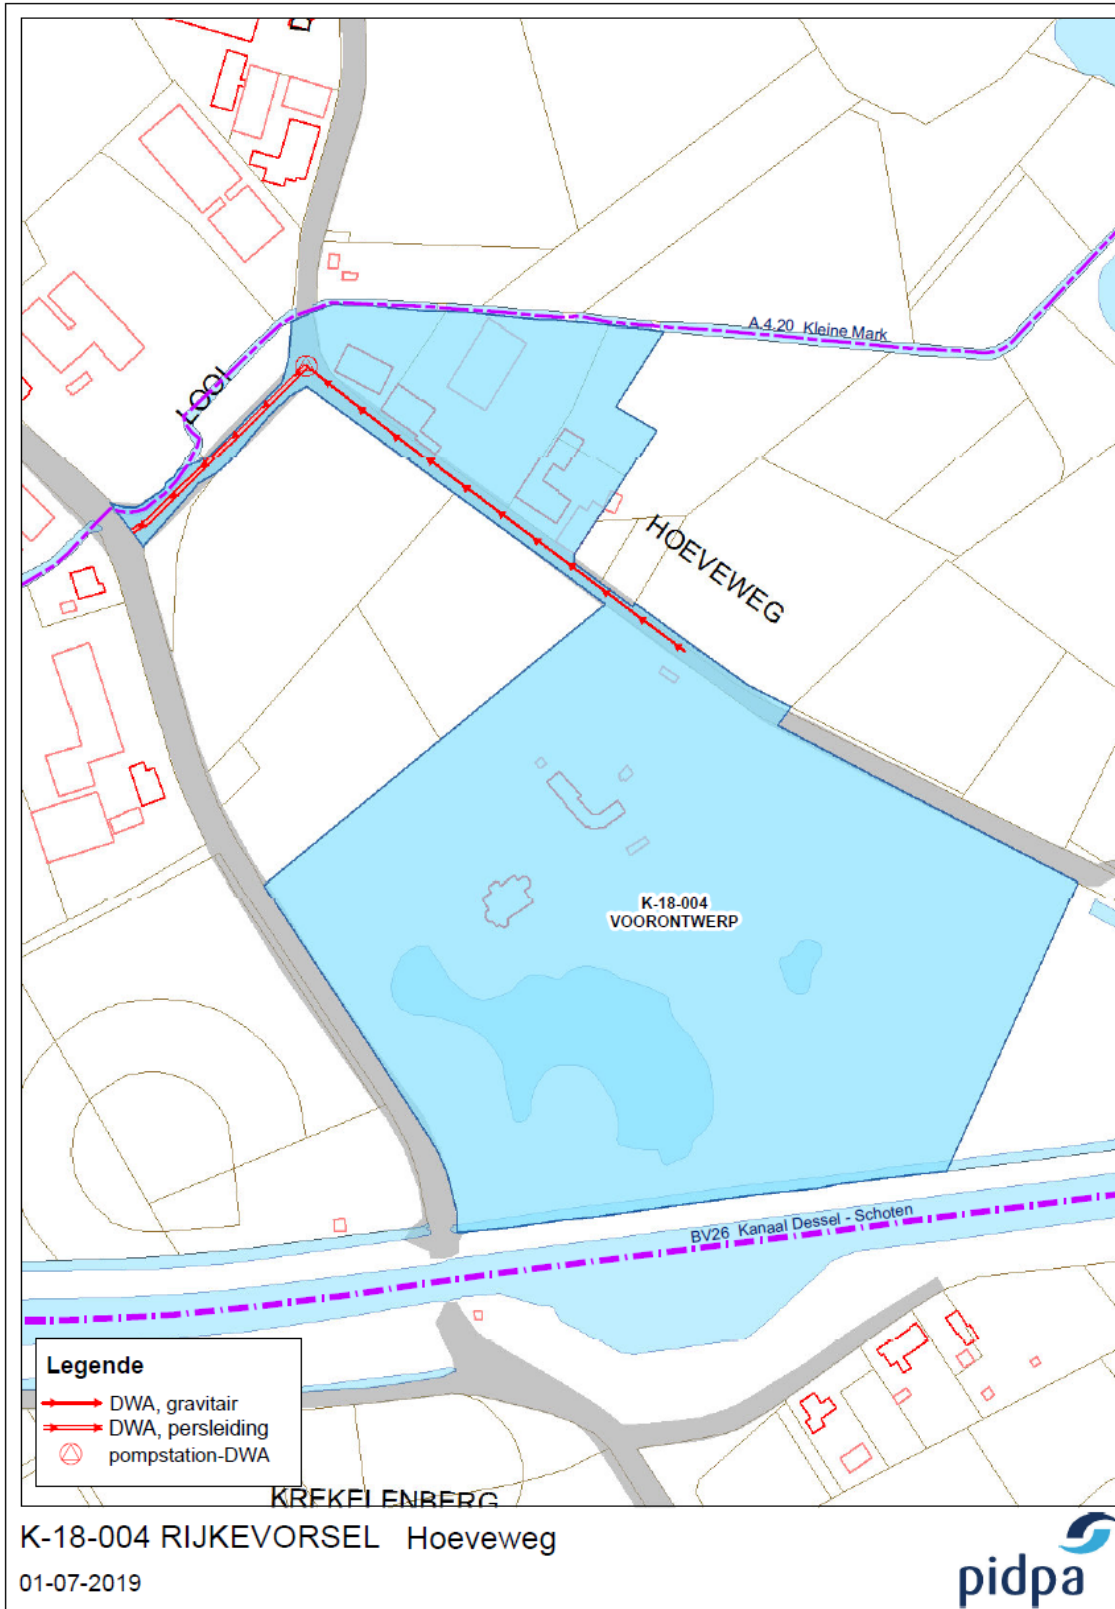 A.4.20 Kleine Mark
LOOI
HOEVEWEG
K-18-004
VOORONTWERP
BV26 Kanaal Dessel - Schoten
Legende
DWA, gravitair
DWA, persleiding
pompstation-DWA
KREKELENBERG
K-18-004 RIJKEVORSEL Hoeveweg
01-07-2019
pidpa